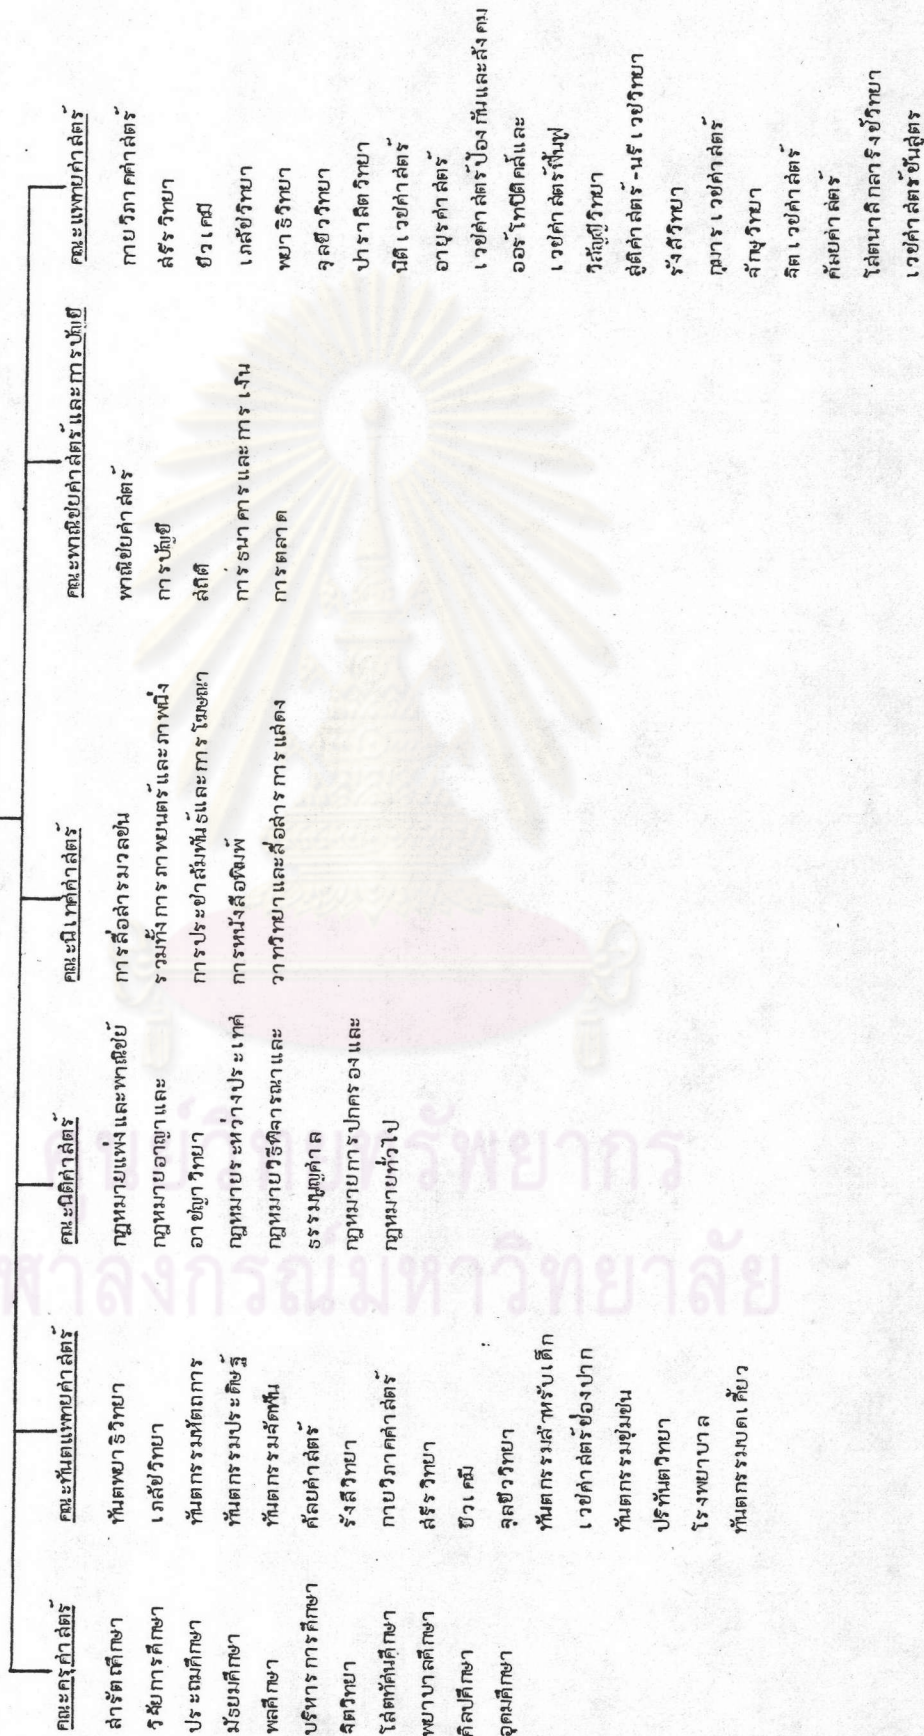 คณะครุศาสตร์
สารัตถศึกษา
วิจัยการศึกษา
ประถมศึกษา
มัธยมศึกษา
พลศึกษา
บริหารการศึกษา
จิตวิทยา
โสตทัศนศึกษา
พยาบาลศึกษา
ศิลปศึกษา
อุดมศึกษา
คณะทันตแพทยศาสตร์
ทันตพยาธิวิทยา
เภสัชวิทยา
ทันตกรรมหัตถการ
ทันตกรรมประดิษฐ์
ทันตกรรมจัดฟัน
ศัลยศาสตร์
รังสีวิทยา
กายวิภาคศาสตร์
สรีรวิทยา
ชีวเคมี
จุลชีววิทยา
ทันตกรรมสำหรับเด็ก
เวชศาสตร์ช่องปาก
ทันตกรรมชุมชน
ปริทันตวิทยา
โรงพยาบาล
ทันตกรรมบดเคี้ยว
คณะนิติศาสตร์
กฎหมายแพ่งและพาณิชย์
กฎหมายอาญาและ
อาชญาวิทยา
กฎหมายระหว่างประเทศ
กฎหมายวิธีพิจารณาและ
ธรรมนูญศาล
กฎหมายการปกครองและ
กฎหมายทั่วไป
คณะนิเทศศาสตร์
การสื่อสารมวลชน
รวมทั้งการภาพยนตร์และภาพนิ่ง
การประชาสัมพันธ์และการโฆษณา
การหนังสือพิมพ์
วาทวิทยาและสื่อสารการแสดง
คณะพาณิชยศาสตร์และการบัญชี
พาณิชยศาสตร์
การบัญชี
สถิติ
การธนาคารและการเงิน
การตลาด
คณะแพทยศาสตร์
กายวิภาคศาสตร์
สรีรวิทยา
ชีวเคมี
เภสัชวิทยา
พยาธิวิทยา
จุลชีววิทยา
ปาราสิตวิทยา
นิติเวชศาสตร์
อายุรศาสตร์
เวชศาสตร์ป้องกันและสังคม
ออร์โทปิดิคส์และ
เวชศาสตร์ฟื้นฟู
วิสัญญีวิทยา
สูติศาสตร์-นรีเวชวิทยา
รังสีวิทยา
กุมารเวชศาสตร์
จักษุวิทยา
จิตเวชศาสตร์
ศัลยศาสตร์
โสตนาสิกลาริงซ์วิทยา
เวชศาสตร์ชันสูตร
ศูนย์วิทยทรัพยากร
ฬาลงกรณ์มหาวิทยาลัย